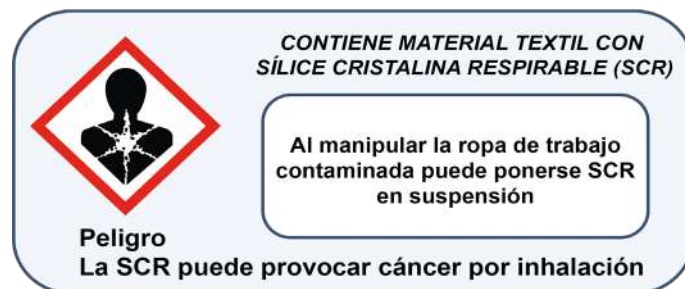 CONTIENE MATERIAL TEXTIL CON
SÍLICE CRISTALINA RESPIRABLE (SCR)
Al manipular la ropa de trabajo
contaminada puede ponerse SCR
en suspensión
Peligro
La SCR puede provocar cáncer por inhalación